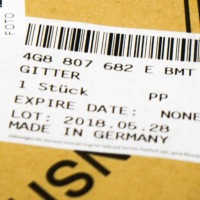 FOTO
4G8 807 682 E BMT
GITTER
1 Stück PP
EXPIRE DATE: NONE
LOT: 2018.05.28
MADE IN GERMANY